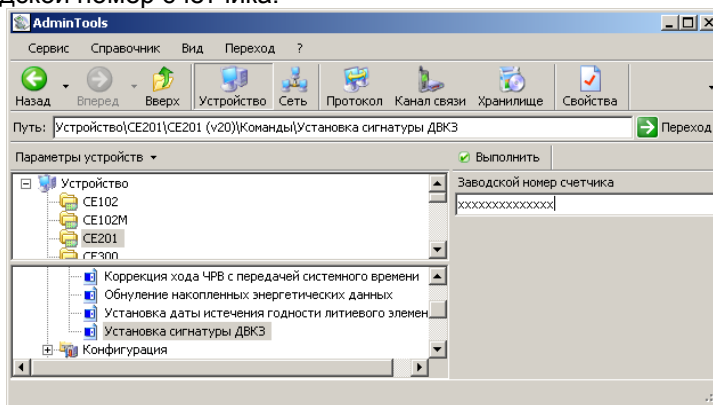 дской номер счетчика.
AdminTools
Сервис Справочник Вид Переход ?
Назад Вперед Вверх Устройство Сеть Протокол Канал связи Хранилище Свойства
Путь: Устройство\CE201\CE201 (v20)\Команды\Установка сигнатуры ДВКЗ Переход
Параметры устройств Выполнить
Устройство Заводской номер счетчика
CE102 xxxxxxxxxxxxxx
CE102M
CE201
CE300
Коррекция хода ЧРВ с передачей системного времени
Обнуление накопленных энергетических данных
Установка даты истечения годности литиевого элемен
Установка сигнатуры ДВКЗ
Конфигурация